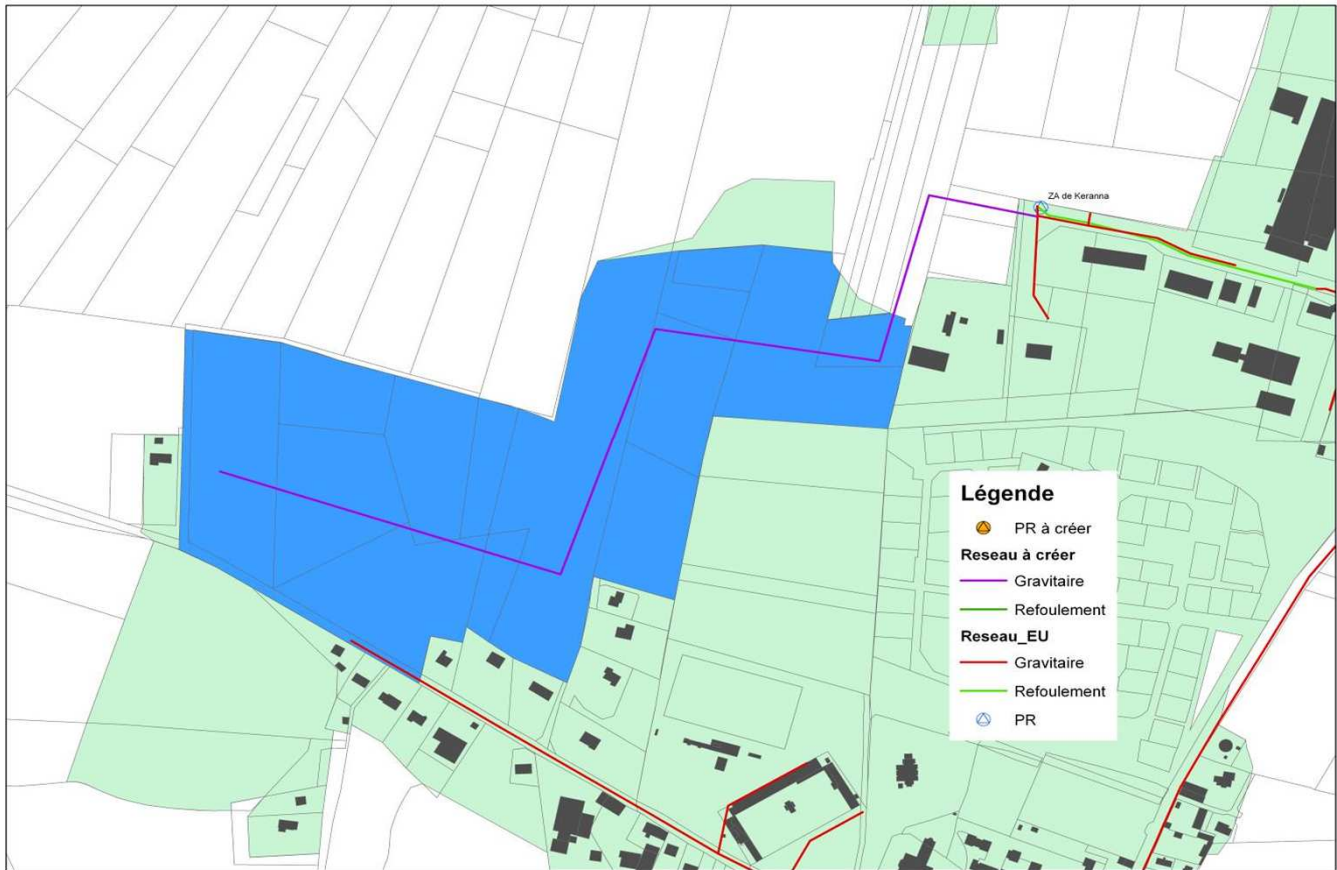 ZA de Keranna
Légende
PR à créer
Reseau à créer
Gravitaire
Refoulement
Reseau_EU
Gravitaire
Refoulement
PR